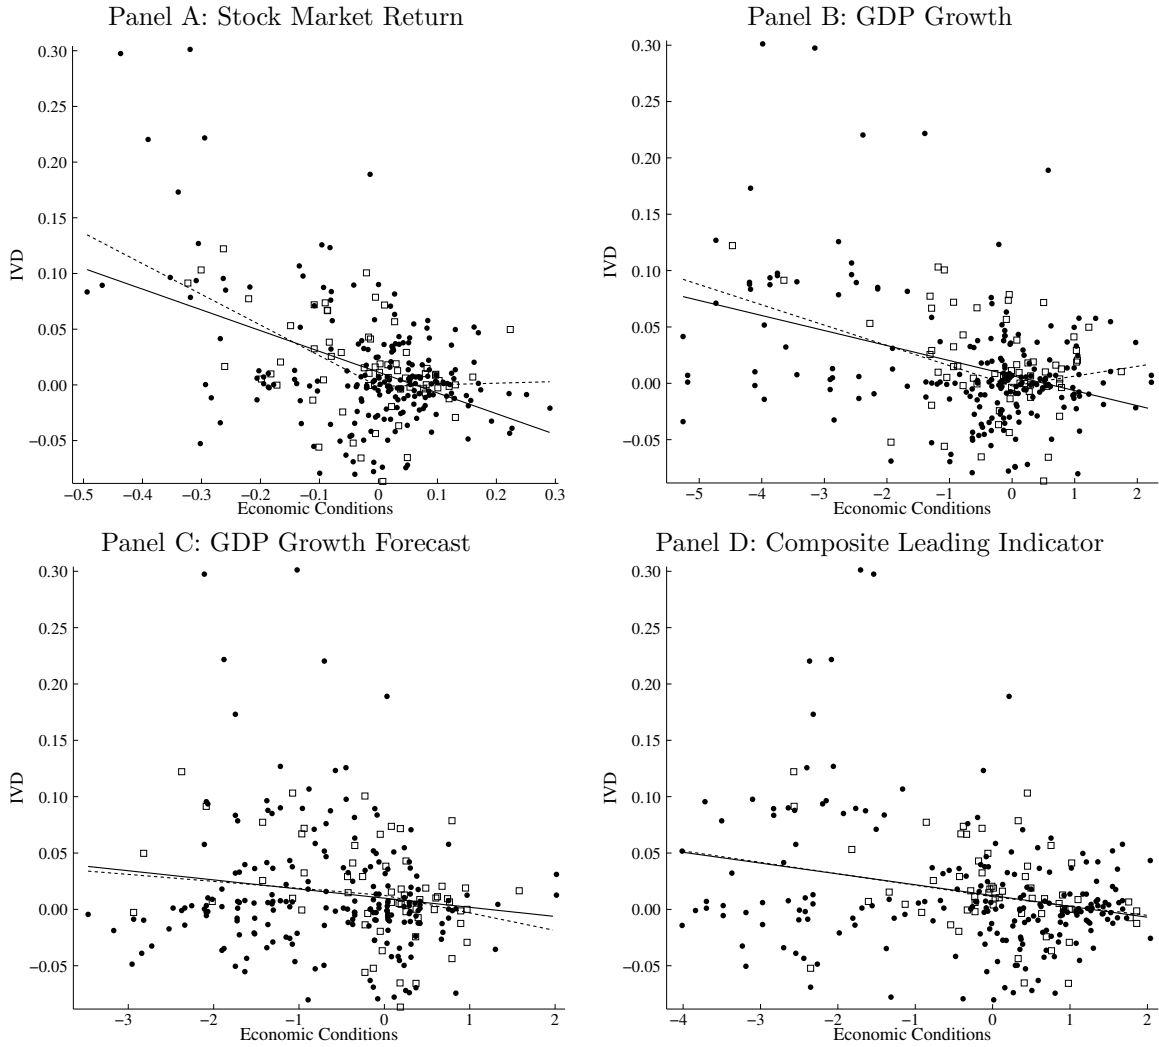 Panel A: Stock Market Return
0.30
0.25
0.20
0.15
0.10
0.05
0.00
−0.05
IVD
−0.5 −0.4 −0.3 −0.2 −0.1 0.0 0.1 0.2 0.3
Economic Conditions
Panel B: GDP Growth
0.30
0.25
0.20
0.15
0.10
0.05
0.00
−0.05
IVD
−5 −4 −3 −2 −1 0 1 2
Economic Conditions
Panel C: GDP Growth Forecast
0.30
0.25
0.20
0.15
0.10
0.05
0.00
−0.05
IVD
−3 −2 −1 0 1 2
Economic Conditions
Panel D: Composite Leading Indicator
0.30
0.25
0.20
0.15
0.10
0.05
0.00
−0.05
IVD
−4 −3 −2 −1 0 1 2
Economic Conditions